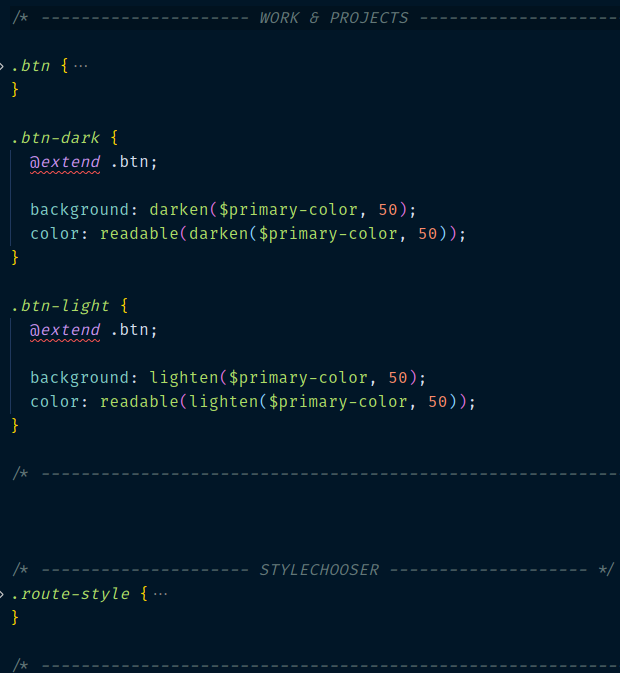 /* --------------------- WORK & PROJECTS --------------------
.btn { ...
}
.btn-dark {
@extend .btn;
background: darken($primary-color, 50);
color: readable(darken($primary-color, 50));
}
.btn-light {
@extend .btn;
background: lighten($primary-color, 50);
color: readable(lighten($primary-color, 50));
}
/* ----------------------------------------------------------
/* --------------------- STYLECHOOSER -------------------- */
.route-style { ...
}
/* ----------------------------------------------------------